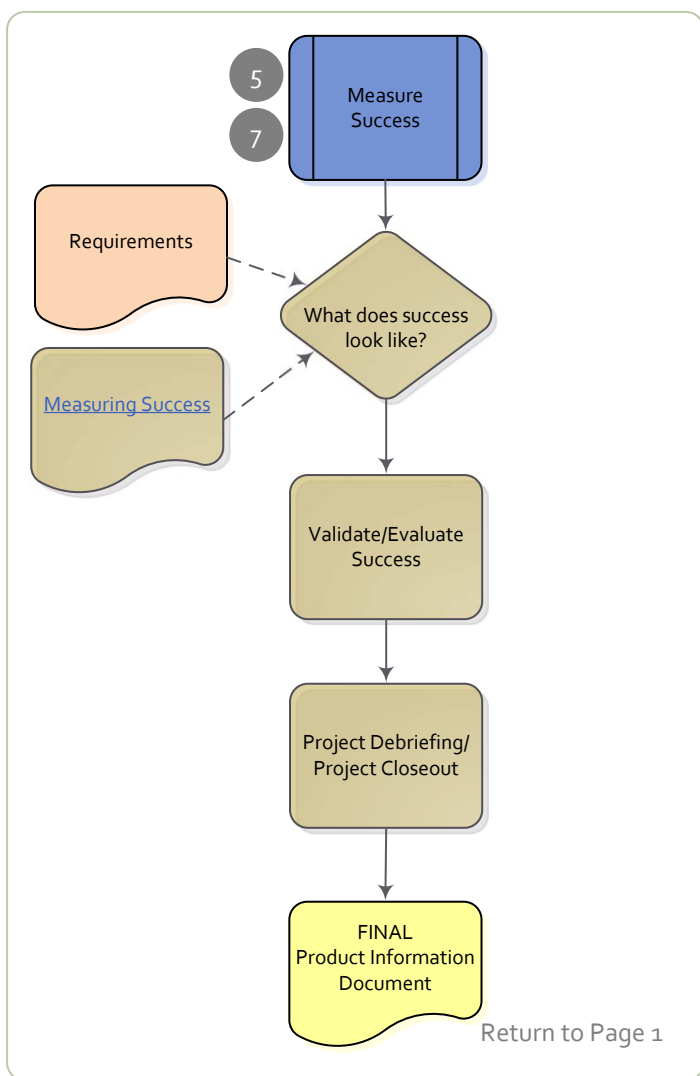 5
7
Measure
Success
Requirements
What does success
look like?
Measuring Success
Validate/Evaluate
Success
Project Debriefing/
Project Closeout
FINAL
Product Information
Document
Return to Page 1